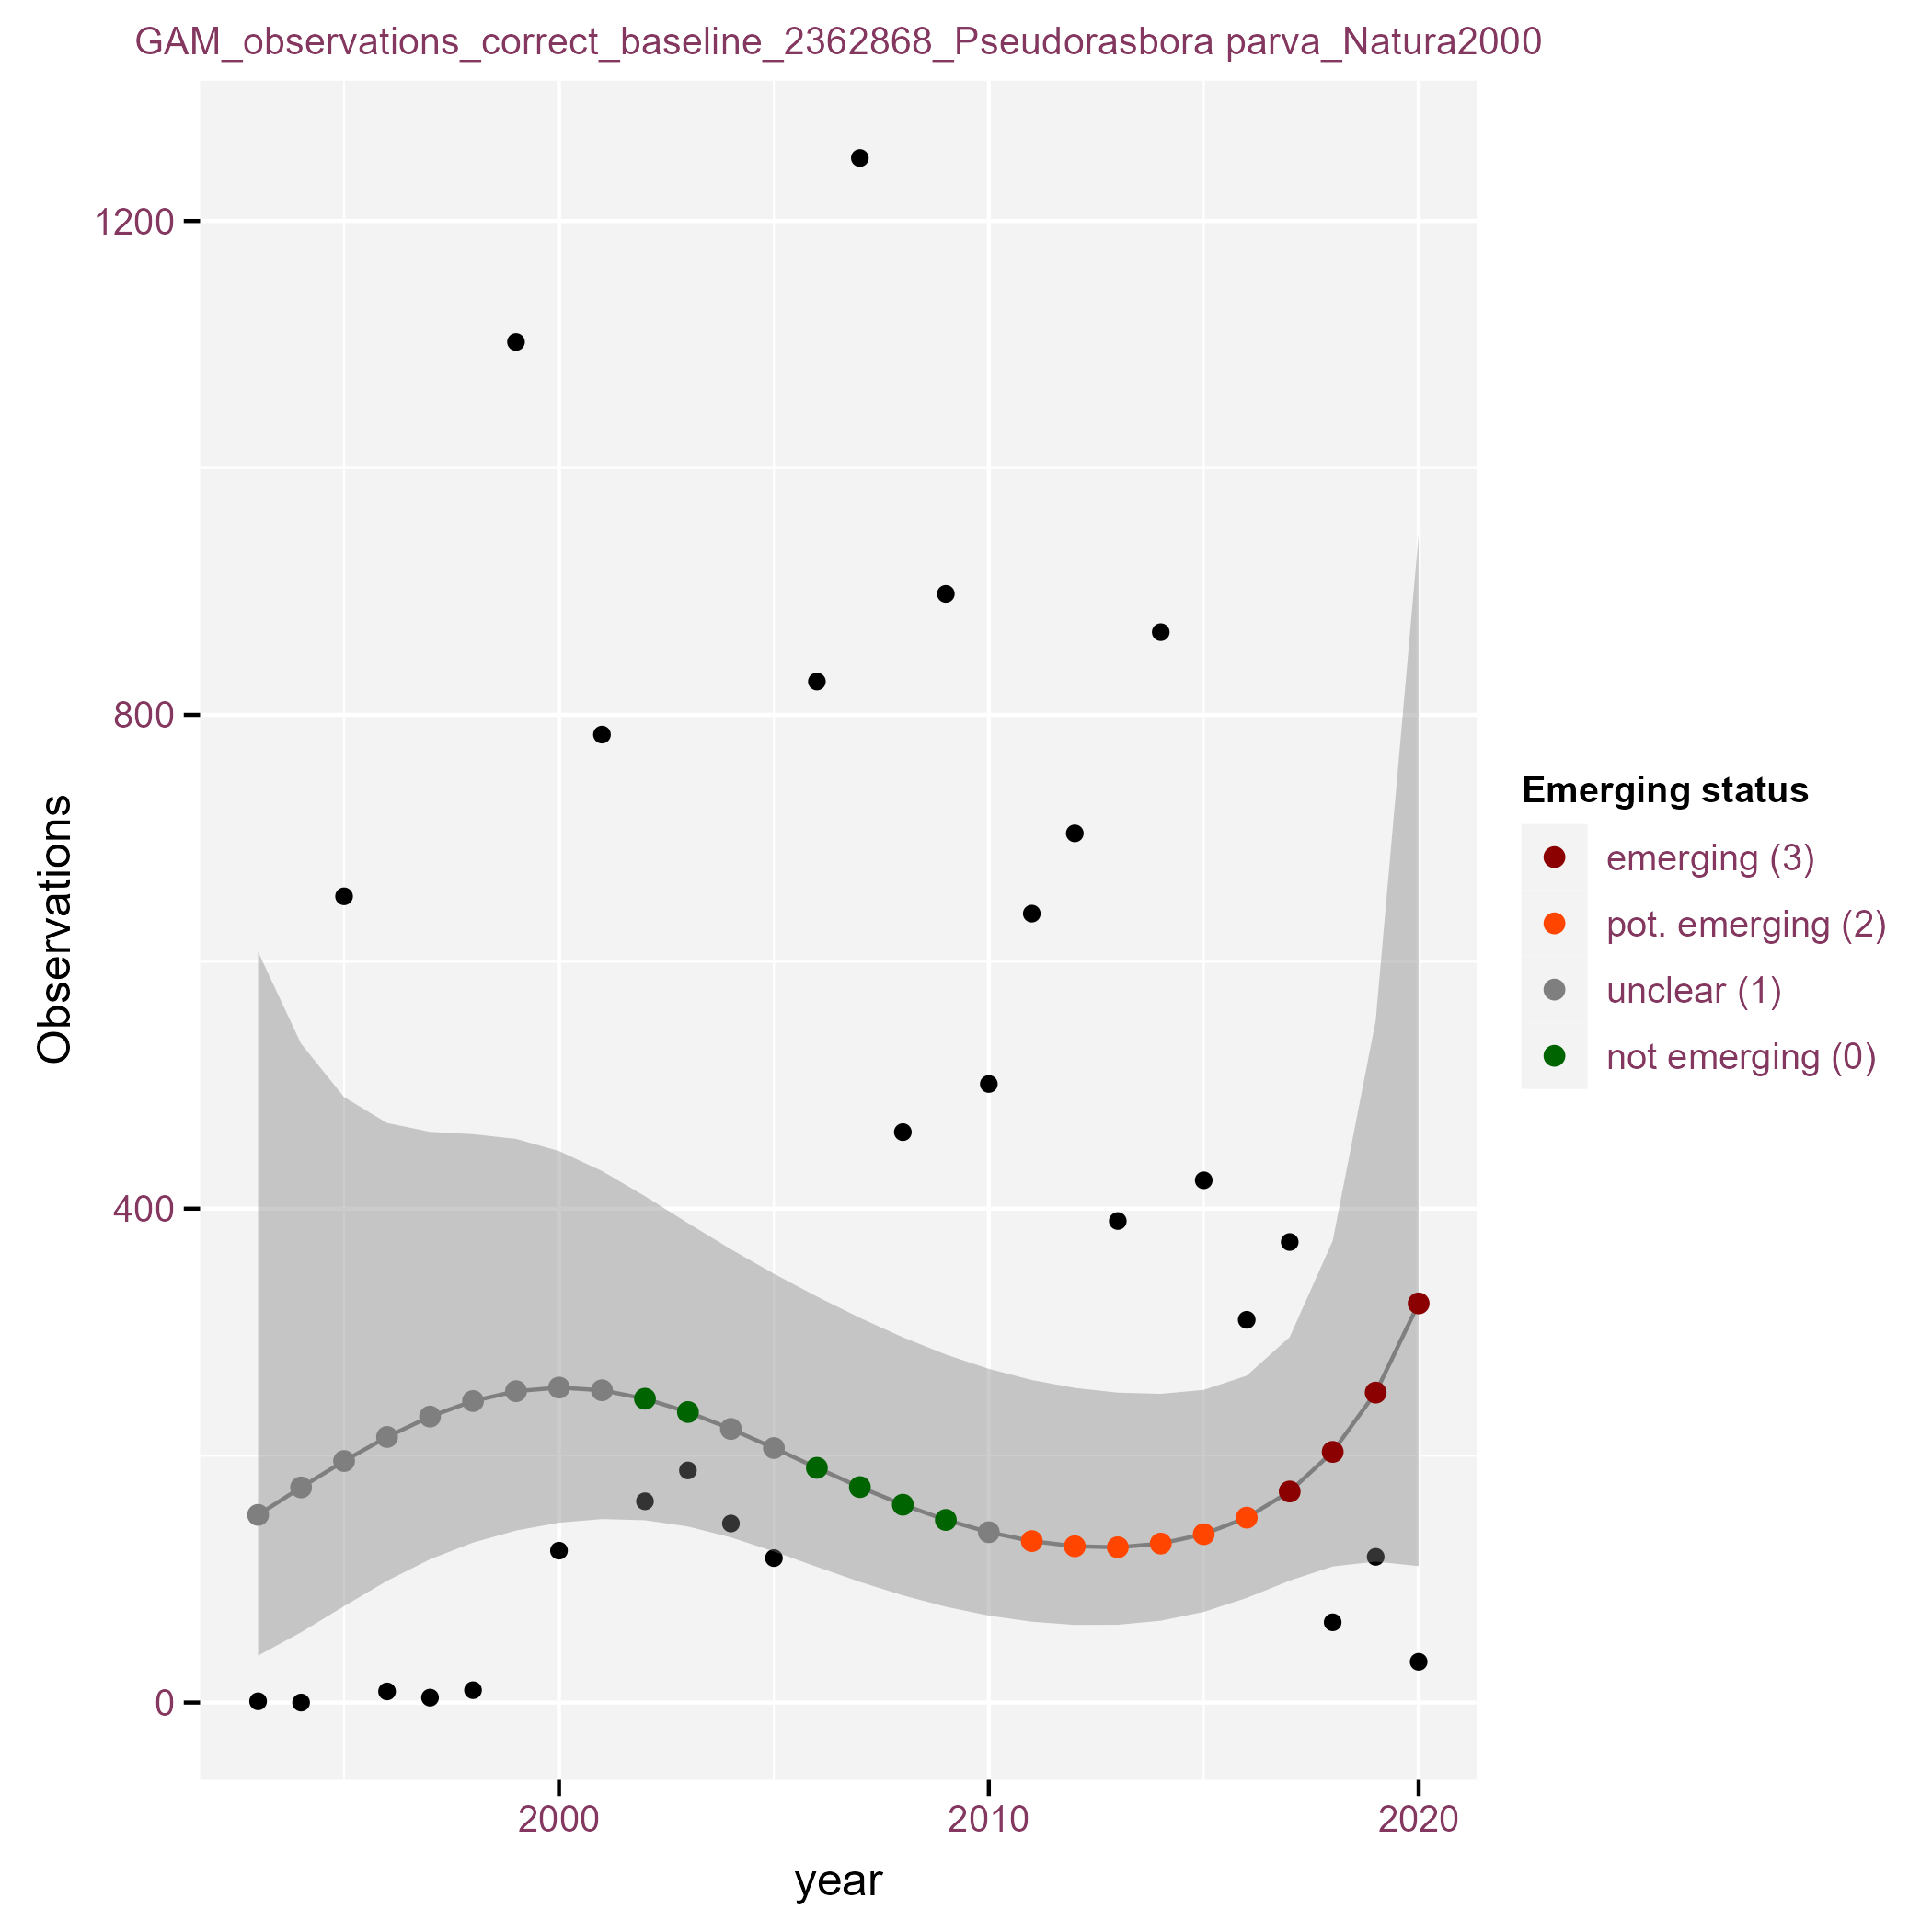 GAM_observations_correct_baseline_2362868_Pseudorasbora parva_Natura2000
1200
800
400
0
Observations
2000
2010
2020
year
Emerging status
emerging (3)
pot. emerging (2)
unclear (1)
not emerging (0)